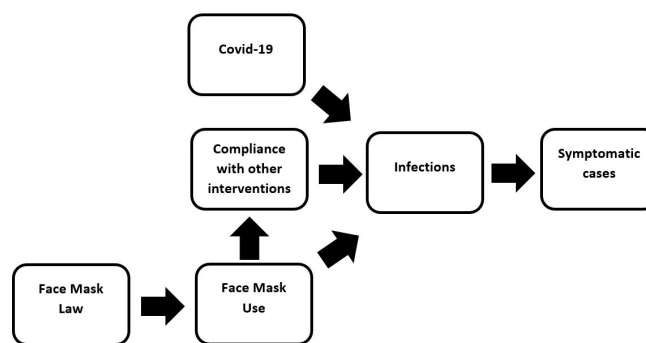 Covid-19
Compliance
with other
interventions
Infections
Symptomatic
cases
Face Mask
Law
Face Mask
Use